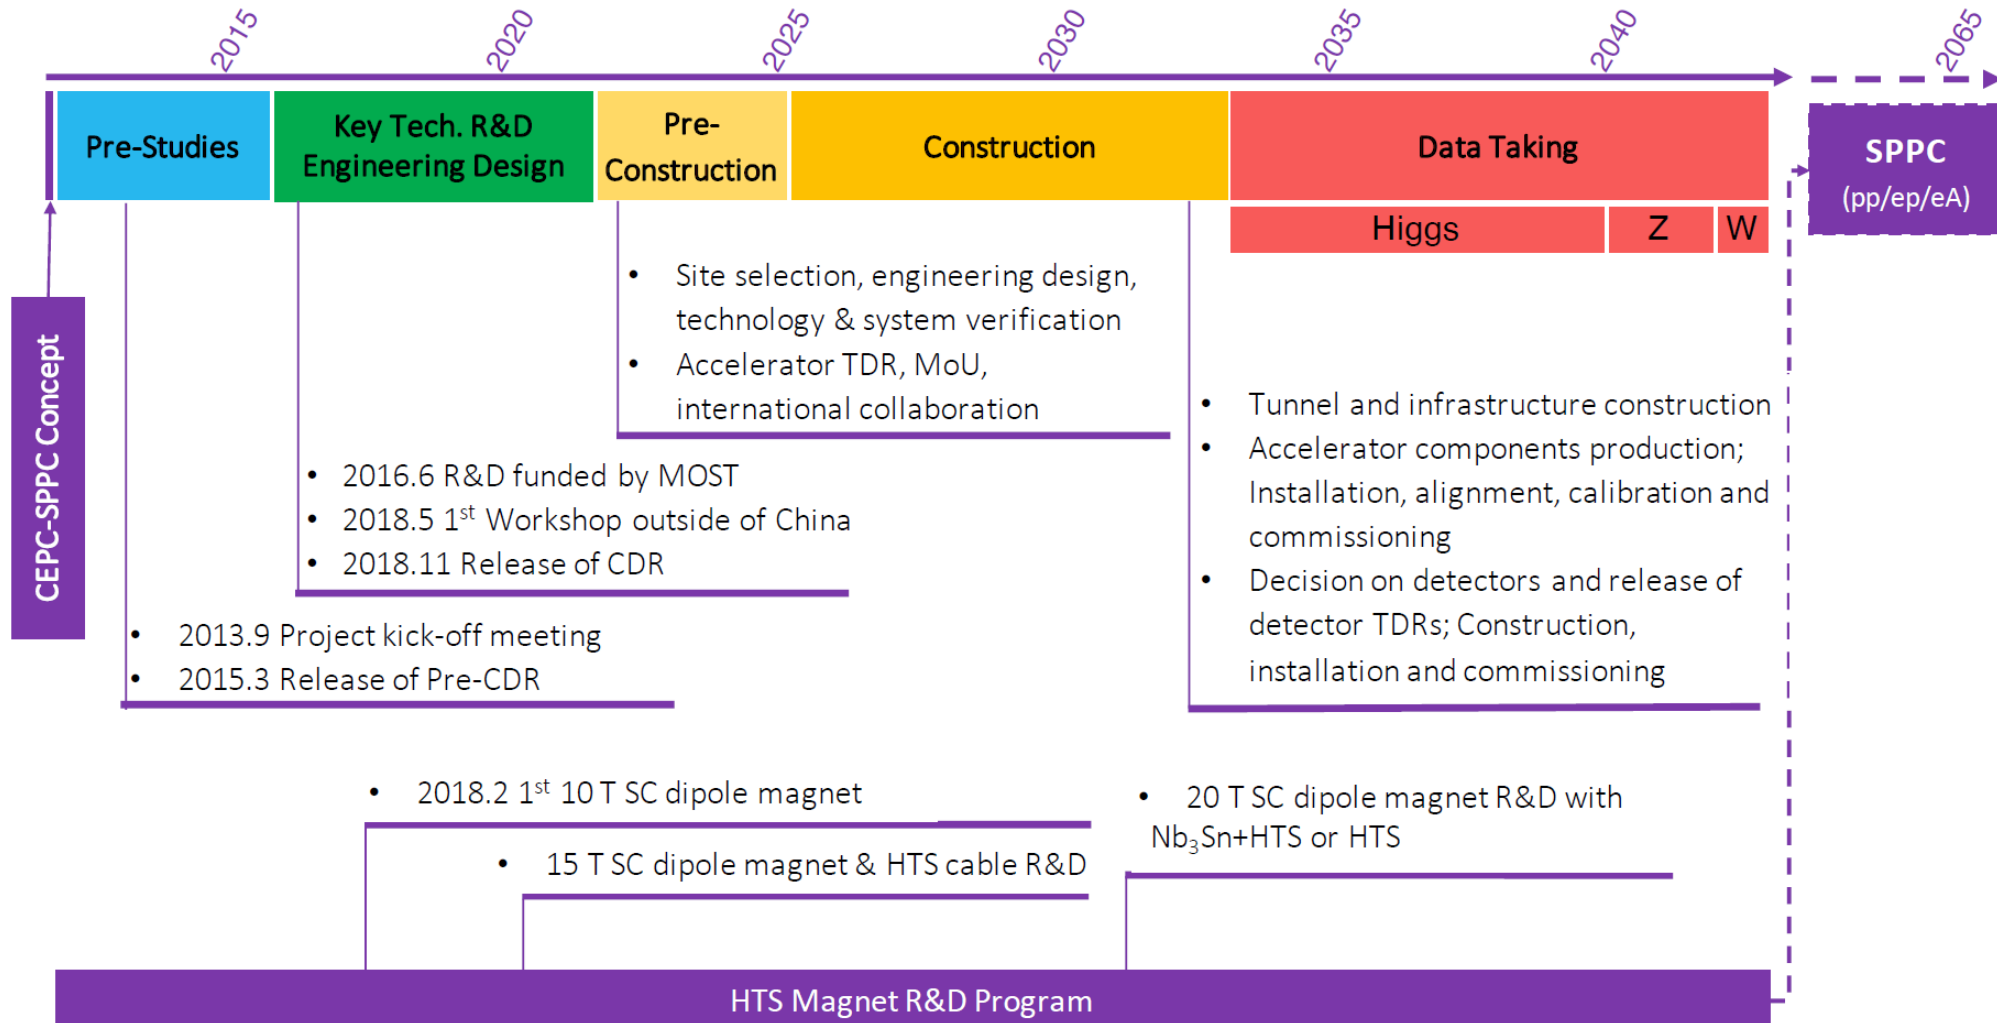 2015
2020
2025
2030
2035
2040
2065
Pre-Studies
Key Tech. R&D
Engineering Design
Pre-
Construction
Construction
Data Taking
SPPC
(pp/ep/eA)
Higgs
Z
W
CEPC-SPPC Concept
• Site selection, engineering design,
technology & system verification
• Accelerator TDR, MoU,
international collaboration
• 2016.6 R&D funded by MOST
• 2018.5 1st Workshop outside of China
• 2018.11 Release of CDR
• 2013.9 Project kick-off meeting
• 2015.3 Release of Pre-CDR
• Tunnel and infrastructure construction
• Accelerator components production;
Installation, alignment, calibration and
commissioning
• Decision on detectors and release of
detector TDRs; Construction,
installation and commissioning
• 2018.2 1st 10 T SC dipole magnet
• 15 T SC dipole magnet & HTS cable R&D
• 20 T SC dipole magnet R&D with
Nb3Sn+HTS or HTS
HTS Magnet R&D Program